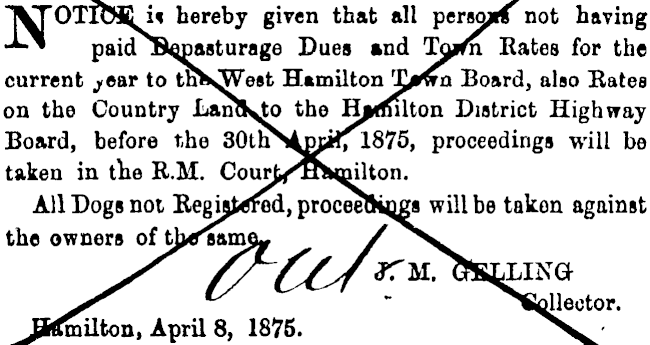 NOTICE is hereby given that all persons not having
paid Depasturage Dues and Town Rates for the
current year to the West Hamilton Town Board, also Rates
on the Country Land to the Hamilton District Highway
Board, before the 30th April, 1875, proceedings will be
taken in the R.M. Court, Hamilton.
All Dogs not Registered, proceedings will be taken against
the owners of the same.
out
J. M. GELLING
Collector.
Hamilton, April 8, 1875.